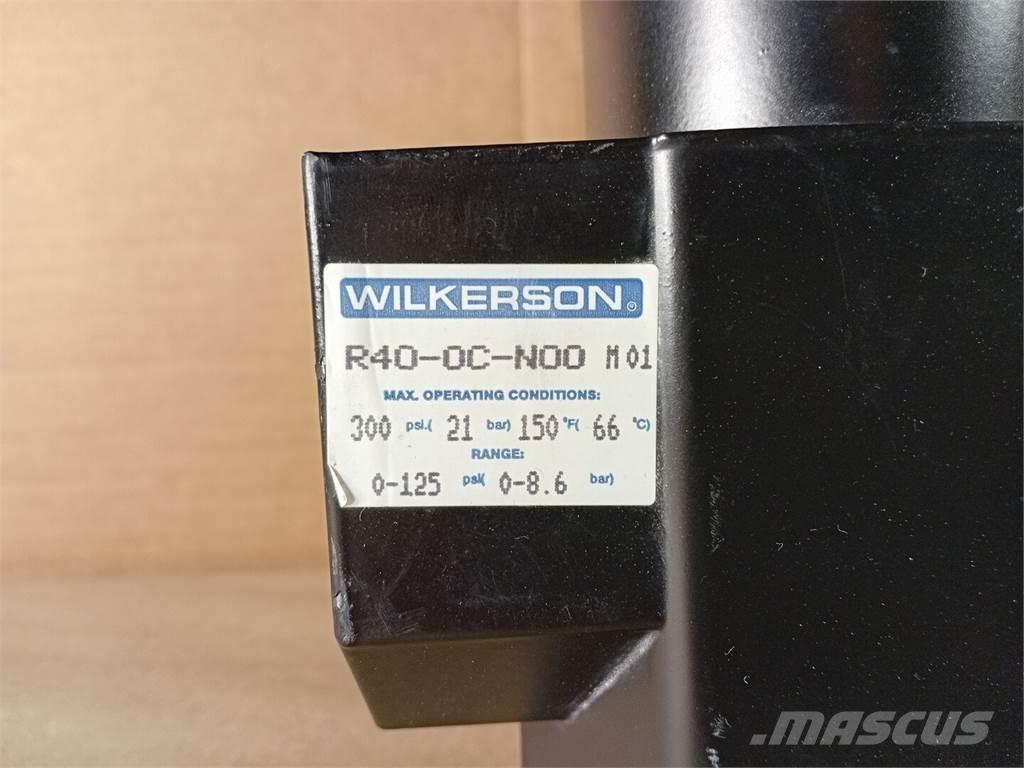 WILKERSON®
R40-0C-N00 M 01
MAX. OPERATING CONDITIONS:
300 psi.( 21 bar) 150 °F( 66 °C)
RANGE:
0-125 psi( 0-8.6 bar)
MASCUS